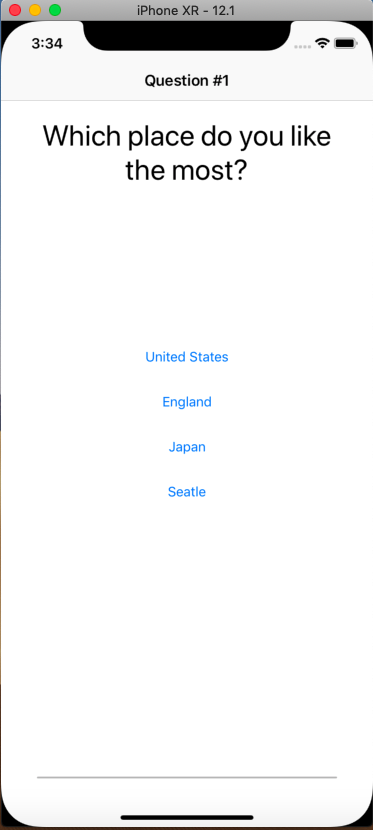 iPhone XR - 12.1
3:34
Question #1
Which place do you like
the most?
United States
England
Japan
Seatle